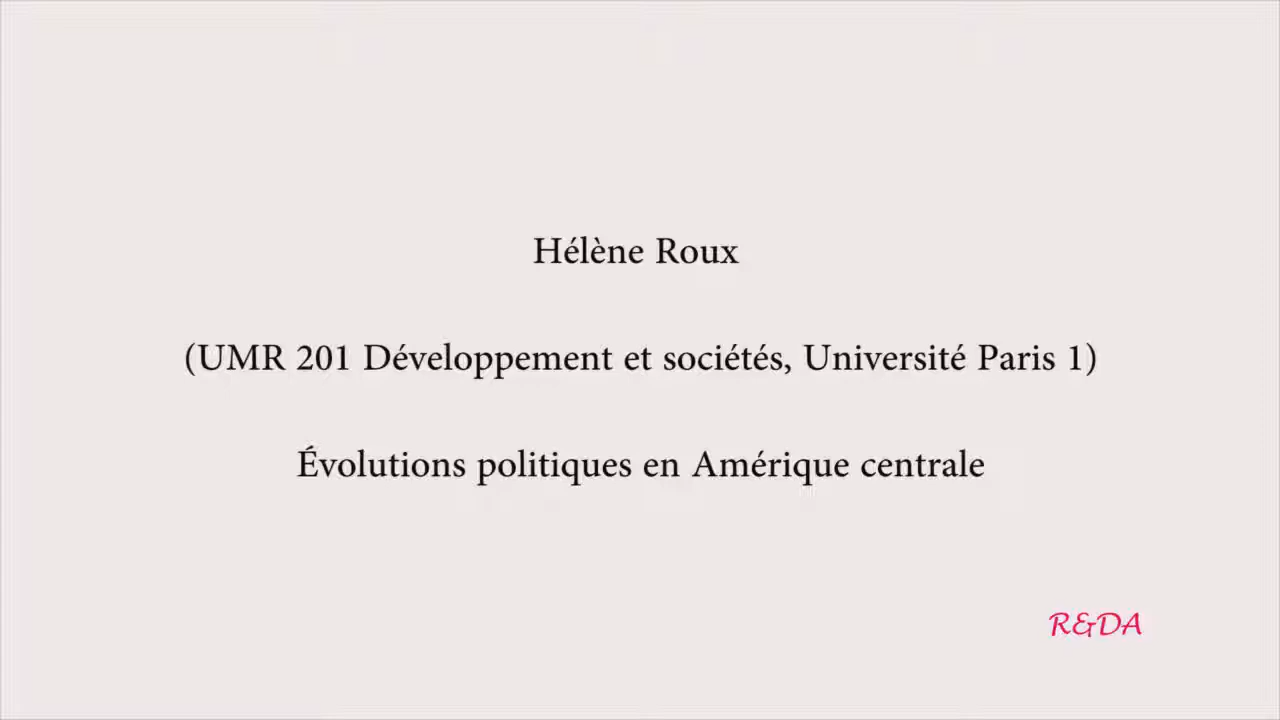 Hélène Roux
(UMR 201 Développement et sociétés, Université Paris 1)
Évolutions politiques en Amérique centrale
R&DA